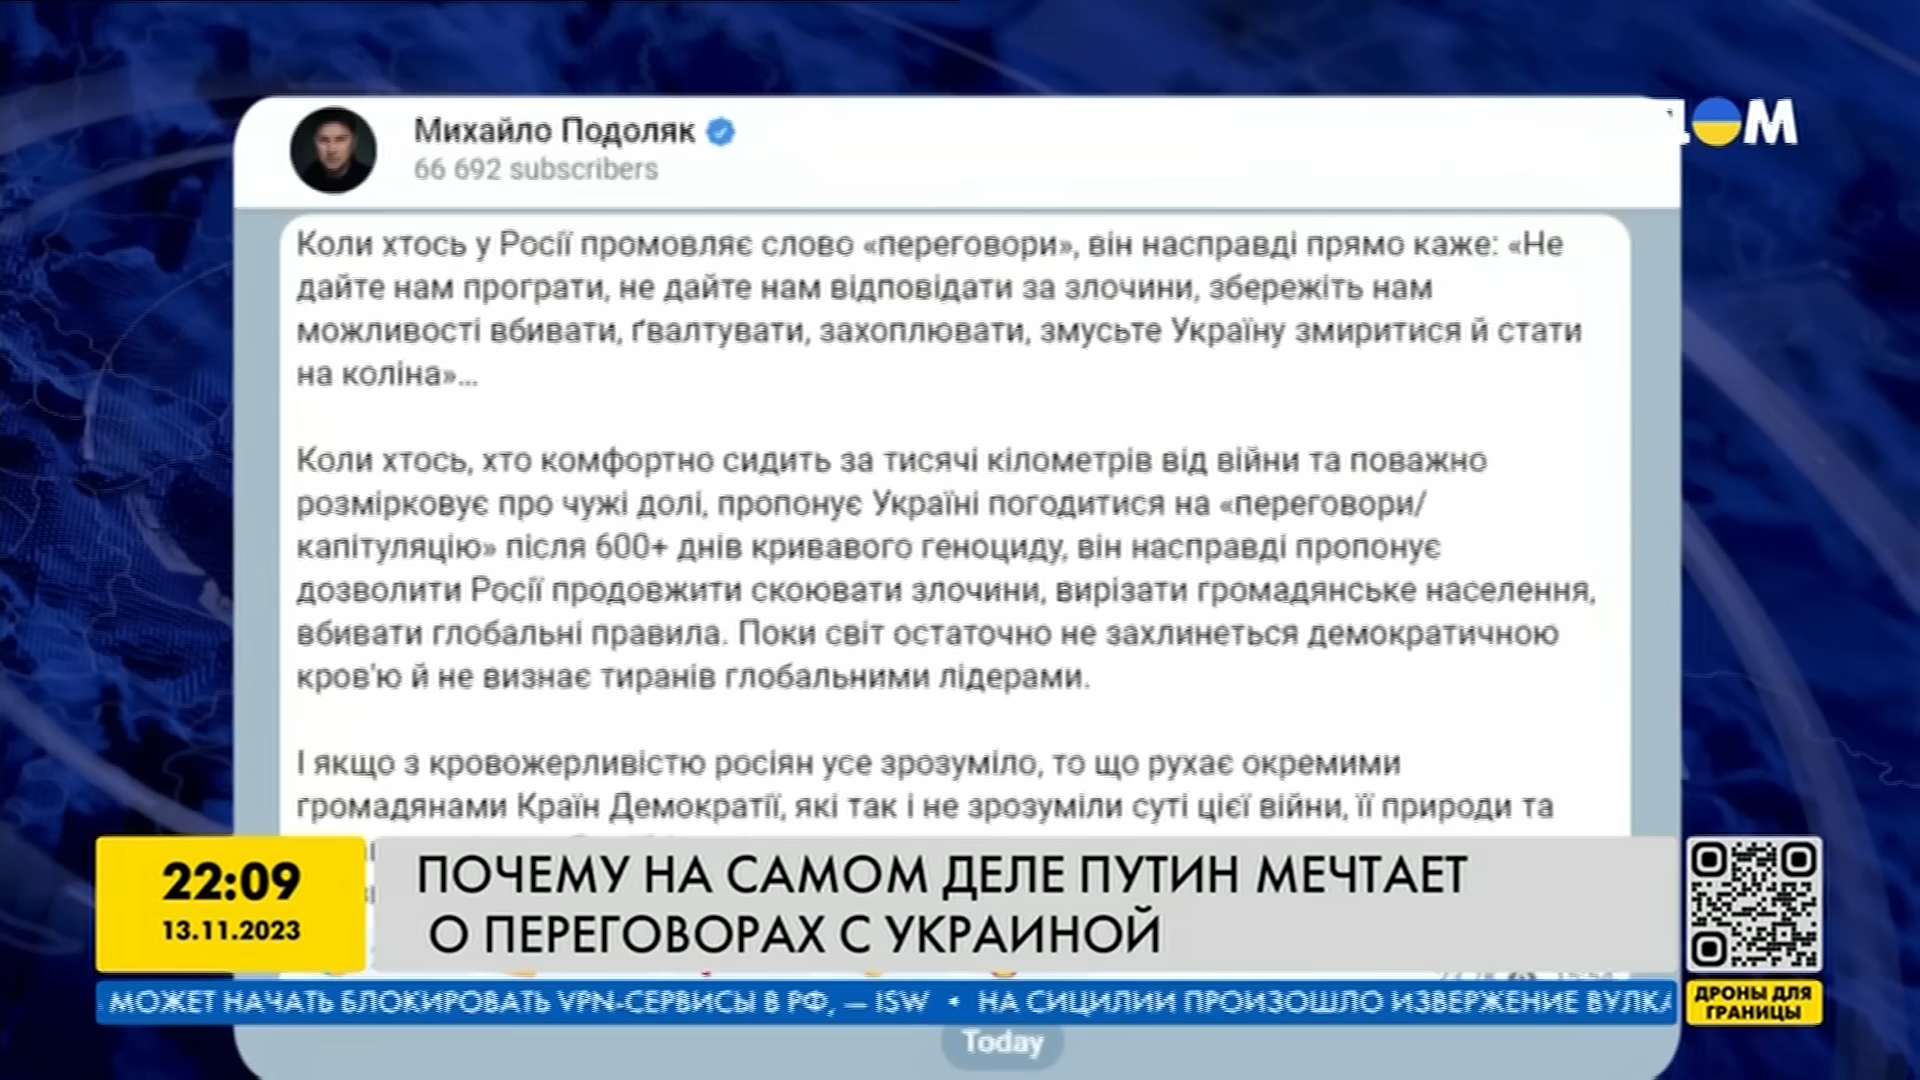 Михайло Подоляк
66 692 subscribers
ДОМ
Коли хтось у Росії промовляє слово «переговори», він насправді прямо каже: «Не
дайте нам програти, не дайте нам відповідати за злочини, збережіть нам
можливості вбивати, ґвалтувати, захоплювати, змусьте Україну змиритися й стати
на коліна»...
Коли хтось, хто комфортно сидить за тисячі кілометрів від війни та поважно
розмірковує про чужі долі, пропонує Україні погодитися на «переговори/
капітуляцію» після 600+ днів кривавого геноциду, він насправді пропонує
дозволити Росії продовжити скоювати злочини, вирізати громадянське населення,
вбивати глобальні правила. Поки світ остаточно не захлинеться демократичною
кров'ю й не визнає тиранів глобальними лідерами.
І якщо з кровожерливістю росіян усе зрозуміло, то що рухає окремими
громадянами Країн Демократії, які так і не зрозуміли суті цієї війни, її природи та
22:09
13.11.2023
ПОЧЕМУ НА САМОМ ДЕЛЕ ПУТИН МЕЧТАЕТ
О ПЕРЕГОВОРАХ С УКРАИНОЙ
МОЖЕТ НАЧАТЬ БЛОКИРОВАТЬ VPN-СЕРВИСЫ В РФ, — ISW • НА СИЦИЛИИ ПРОИЗОШЛО ИЗВЕРЖЕНИЕ ВУЛКА
ДРОНЫ ДЛЯ
ГРАНИЦЫ
Today